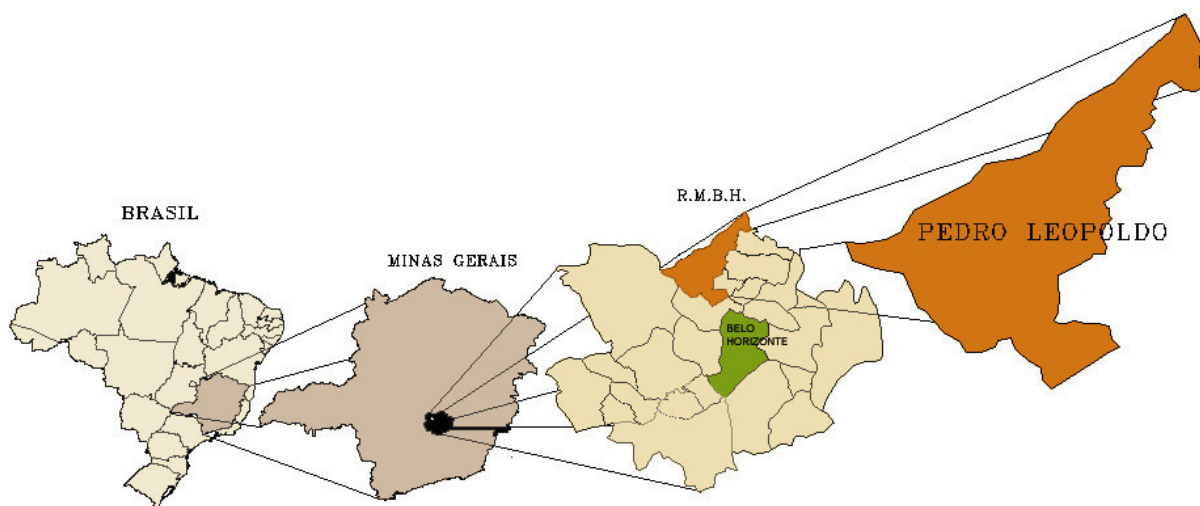 BRASIL
MINAS GERAIS
R.M.B.H.
BELO
HORIZONTE
PEDRO LEOPOLDO